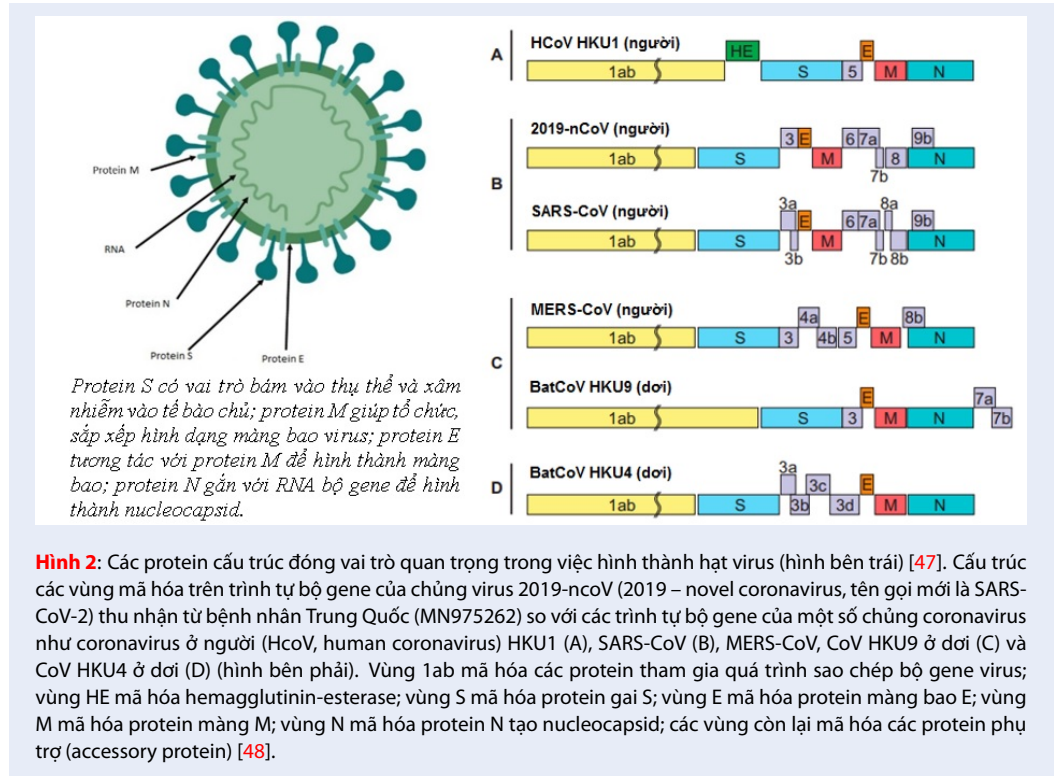 Protein M
RNA
Protein N
Protein S
Protein E
Protein S có vai trò bám vào thụ thể và xâm
nhiễm vào tế bào chủ; protein M giúp tổ chức,
sắp xếp hình dạng màng bao virus; protein E
tương tác với protein M để hình thành màng
bao; protein N gắn với RNA bộ gene để hình
thành nucleocapsid.
A
HCoV HKU1 (người)
HE E
1ab S 5 M N
B
2019-nCoV (người)
3 E 6 7a 9b
1ab S M 7b 8 N
SARS-CoV (người)
3a 8a
E 6 7a 9b
1ab S M N
3b 7b 8b
C
MERS-CoV (người)
4a E 8b
1ab S 3 4b 5 M N
BatCoV HKU9 (dơi)
E 7a
1ab S 3 M N 7b
D
BatCoV HKU4 (dơi)
3a
3c E
1ab S 3b 3d M N
Hình 2: Các protein cấu trúc đóng vai trò quan trọng trong việc hình thành hạt virus (hình bên trái) [47]. Cấu trúc
các vùng mã hóa trên trình tự bộ gene của chủng virus 2019-ncoV (2019 – novel coronavirus, tên gọi mới là SARS-
CoV-2) thu nhận từ bệnh nhân Trung Quốc (MN975262) so với các trình tự bộ gene của một số chủng coronavirus
như coronavirus ở người (HcoV, human coronavirus) HKU1 (A), SARS-CoV (B), MERS-CoV, CoV HKU9 ở dơi (C) và
CoV HKU4 ở dơi (D) (hình bên phải). Vùng 1ab mã hóa các protein tham gia quá trình sao chép bộ gene virus;
vùng HE mã hóa hemagglutinin-esterase; vùng S mã hóa protein gai S; vùng E mã hóa protein màng bao E; vùng
M mã hóa protein màng M; vùng N mã hóa protein N tạo nucleocapsid; các vùng còn lại mã hóa các protein phụ
trợ (accessory protein) [48].